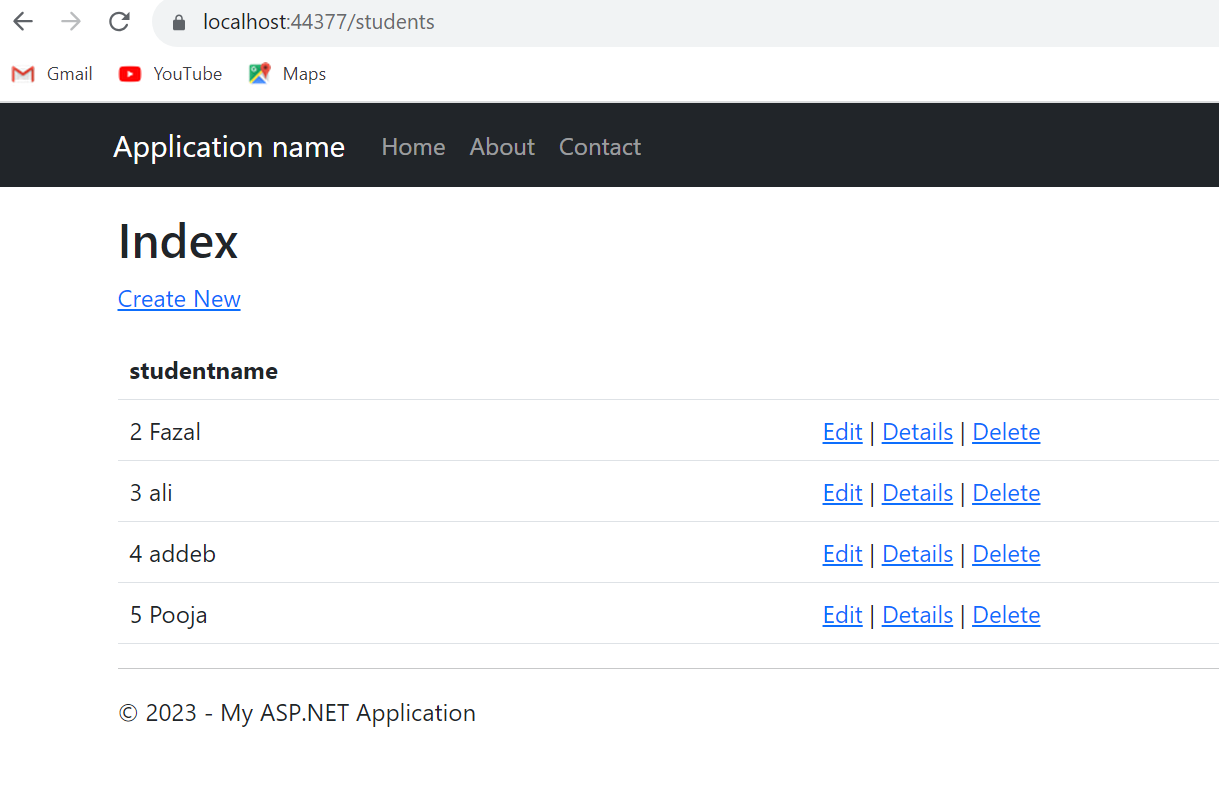 localhost:44377/students
Gmail YouTube Maps
Application name Home About Contact
Index
Create New
studentname
2 Fazal Edit | Details | Delete
3 ali Edit | Details | Delete
4 addeb Edit | Details | Delete
5 Pooja Edit | Details | Delete
© 2023 - My ASP.NET Application